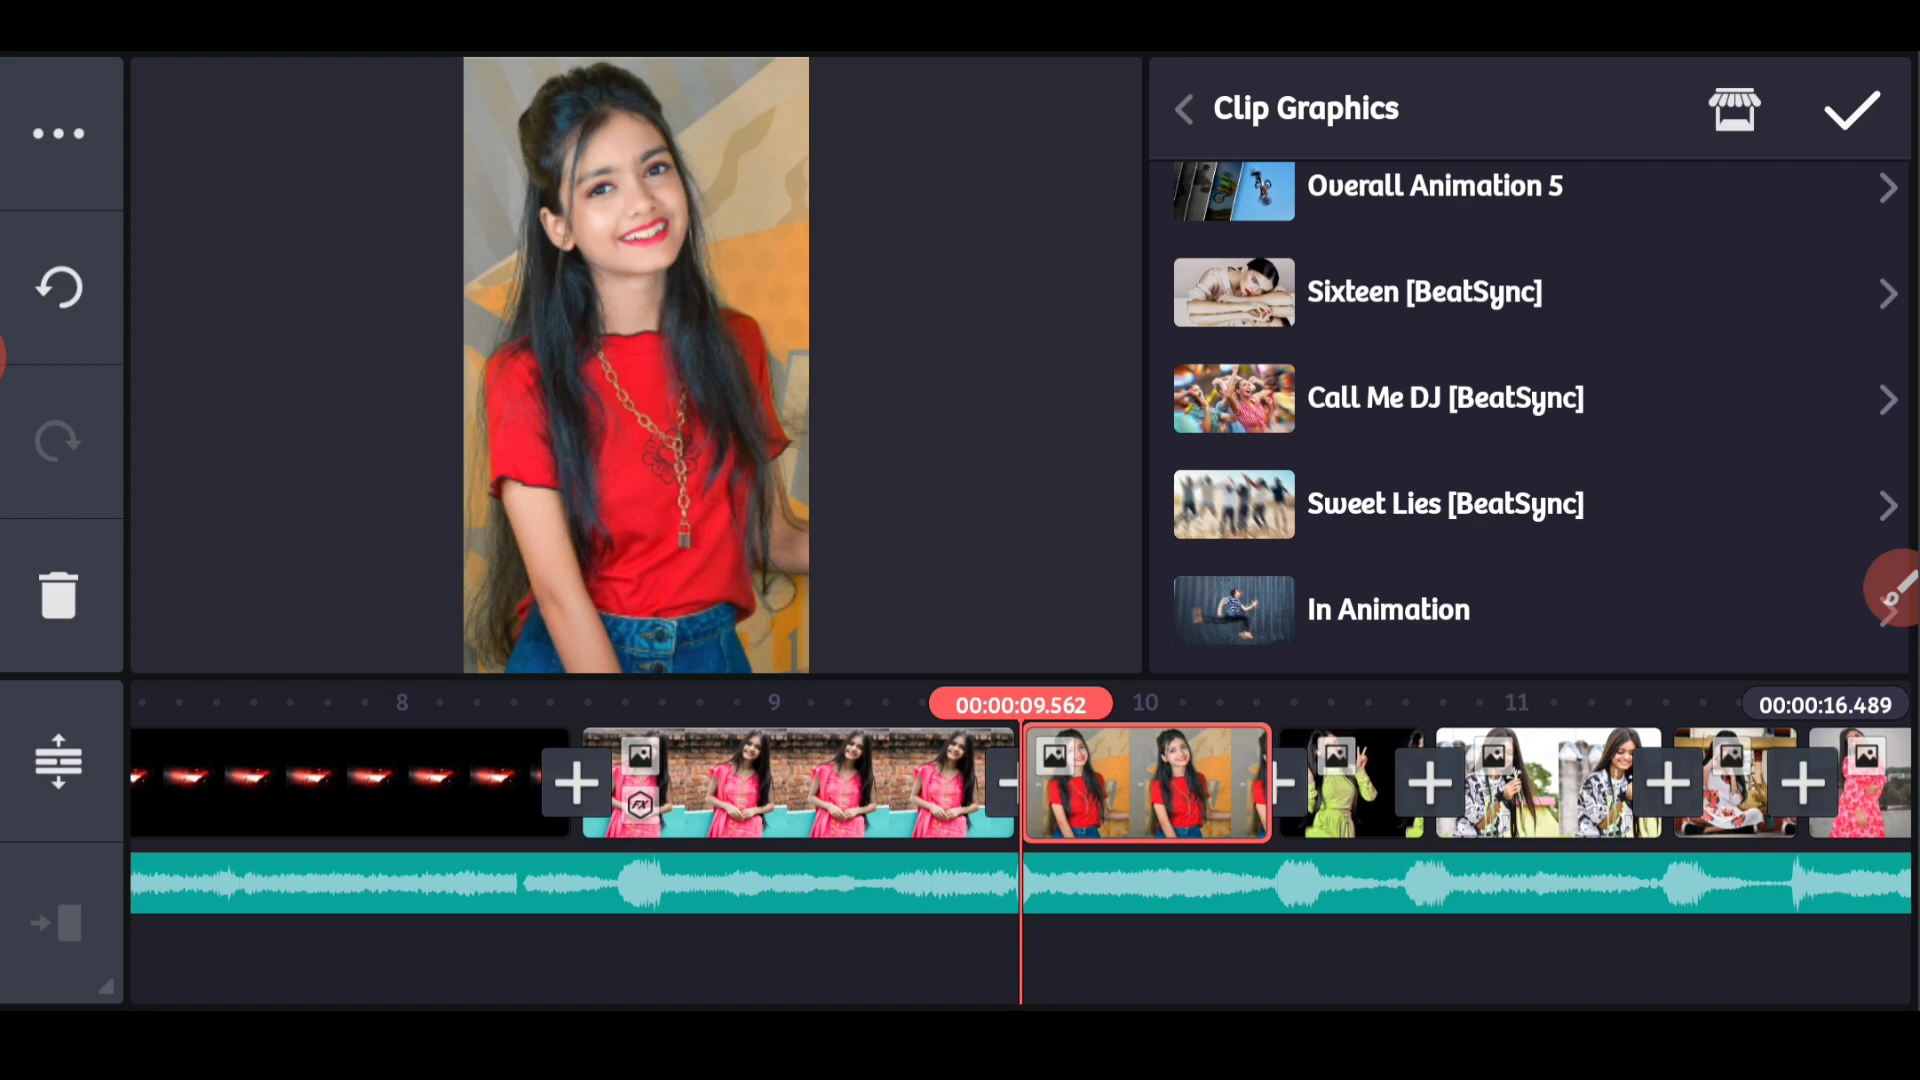 Clip Graphics
Overall Animation 5
Sixteen [BeatSync]
Call Me DJ [BeatSync]
Sweet Lies [BeatSync]
In Animation
8
9
00:00:09.562
10
11
00:00:16.489
FX